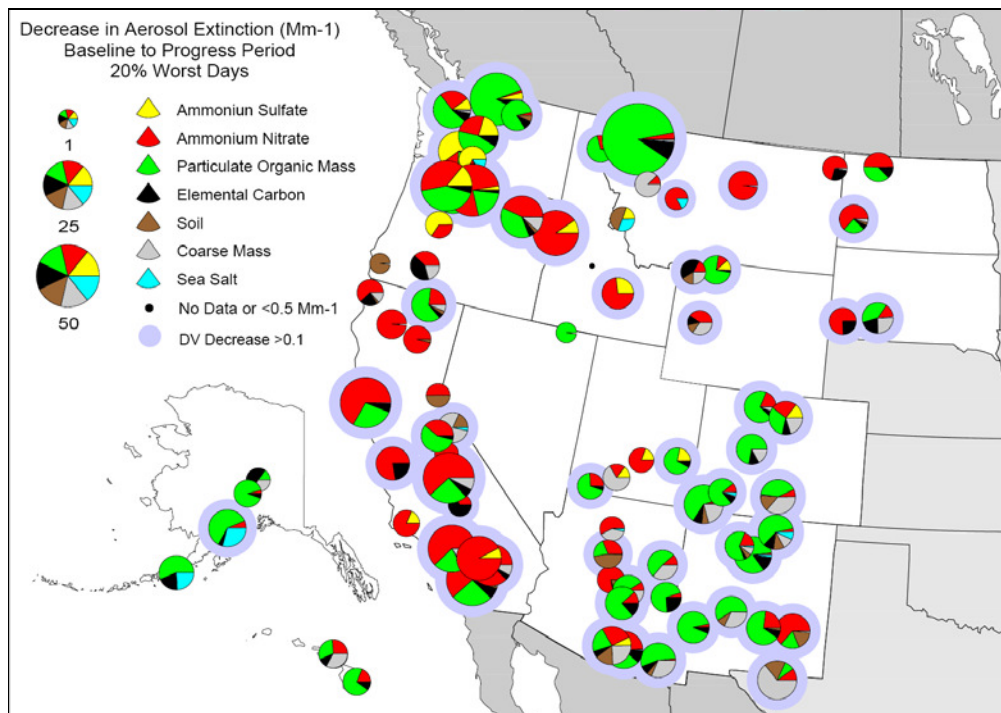 Decrease in Aerosol Extinction (Mm-1)
Baseline to Progress Period
20% Worst Days
Ammoniun Sulfate
Ammonium Nitrate
1
Particulate Organic Mass
Elemental Carbon
25
Soil
Coarse Mass
Sea Salt
50
No Data or <0.5 Mm-1
DV Decrease >0.1